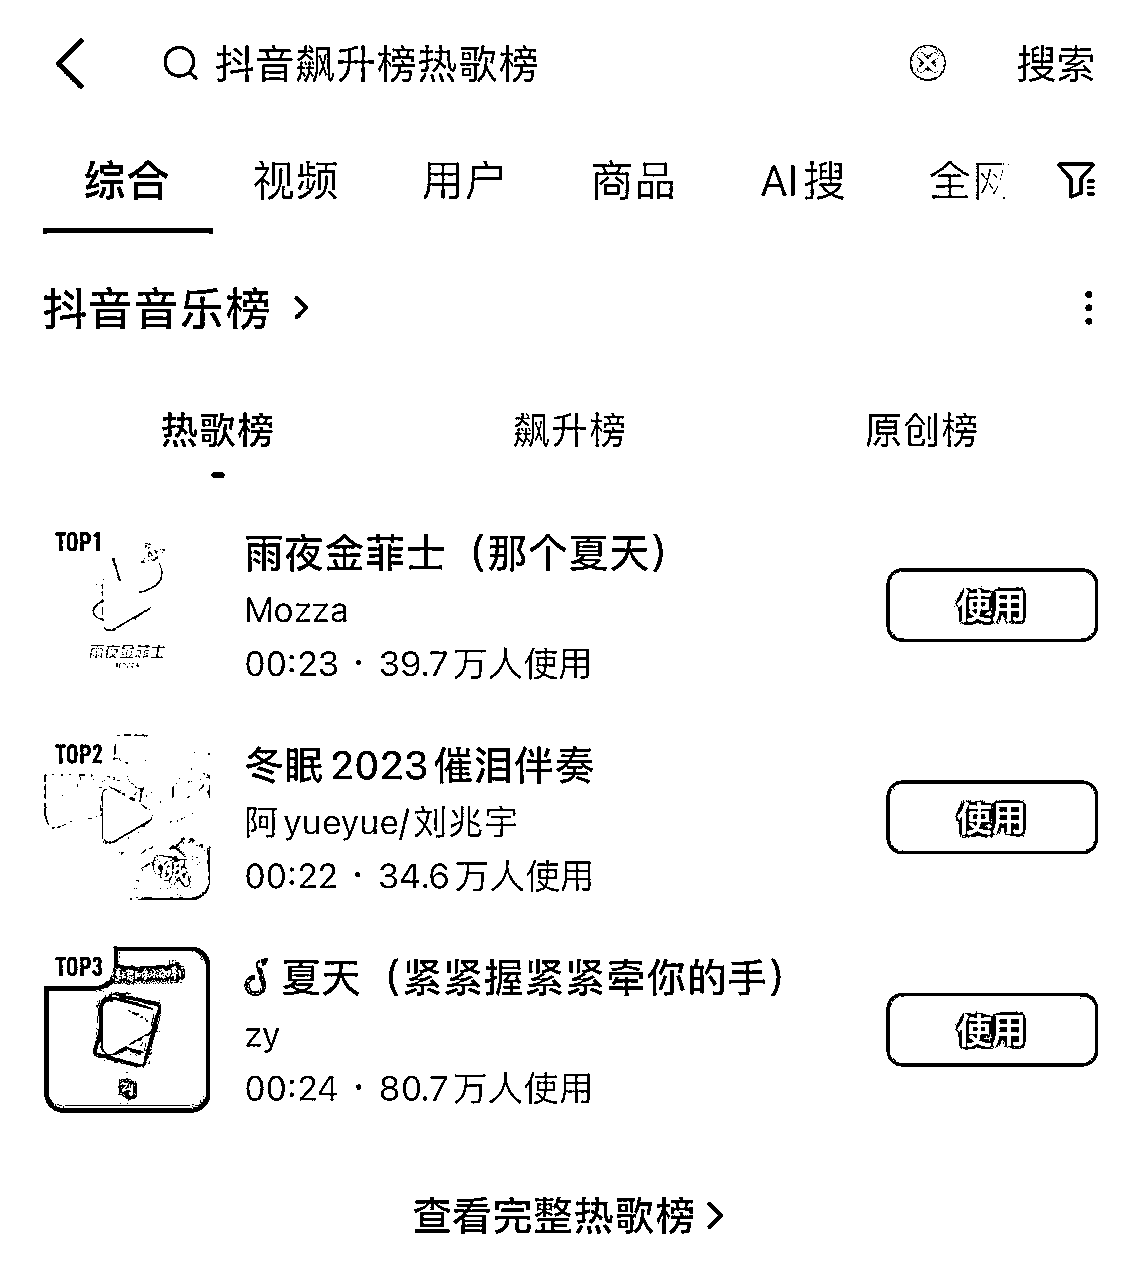 抖音飙升榜热歌榜 搜索
综合 视频 用户 商品 AI搜 全网
抖音音乐榜
热歌榜 飙升榜 原创榜
TOP1
雨夜金菲士（那个夏天）
Mozza
00:23 · 39.7万人使用
使用
雨夜金菲士
TOP2
冬眠2023催泪伴奏
阿yueyue/刘兆宇
00:22 · 34.6万人使用
使用
TOP3
夏天（紧紧握紧紧牵你的手）
zy
00:24 · 80.7万人使用
使用
查看完整热歌榜